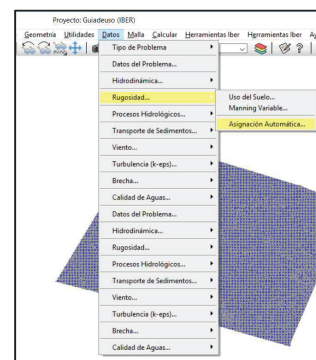 Proyecto: Guiadeuso (IBER)
Geometría Utilidades Datos Malla Calcular Herramientas Iber Herramientas Iber
Tipo de Problema
Datos del Problema...
Hidrodinámica...
Rugosidad...
Uso del Suelo...
Manning Variable...
Asignación Automática...
Procesos Hidrológicos...
Transporte de Sedimentos...
Viento...
Turbulencia (k-eps)...
Brecha...
Calidad de Aguas...
Datos del Problema...
Hidrodinámica...
Rugosidad...
Procesos Hidrológicos...
Transporte de Sedimentos...
Viento...
Turbulencia (k-eps)...
Brecha...
Calidad de Aguas...